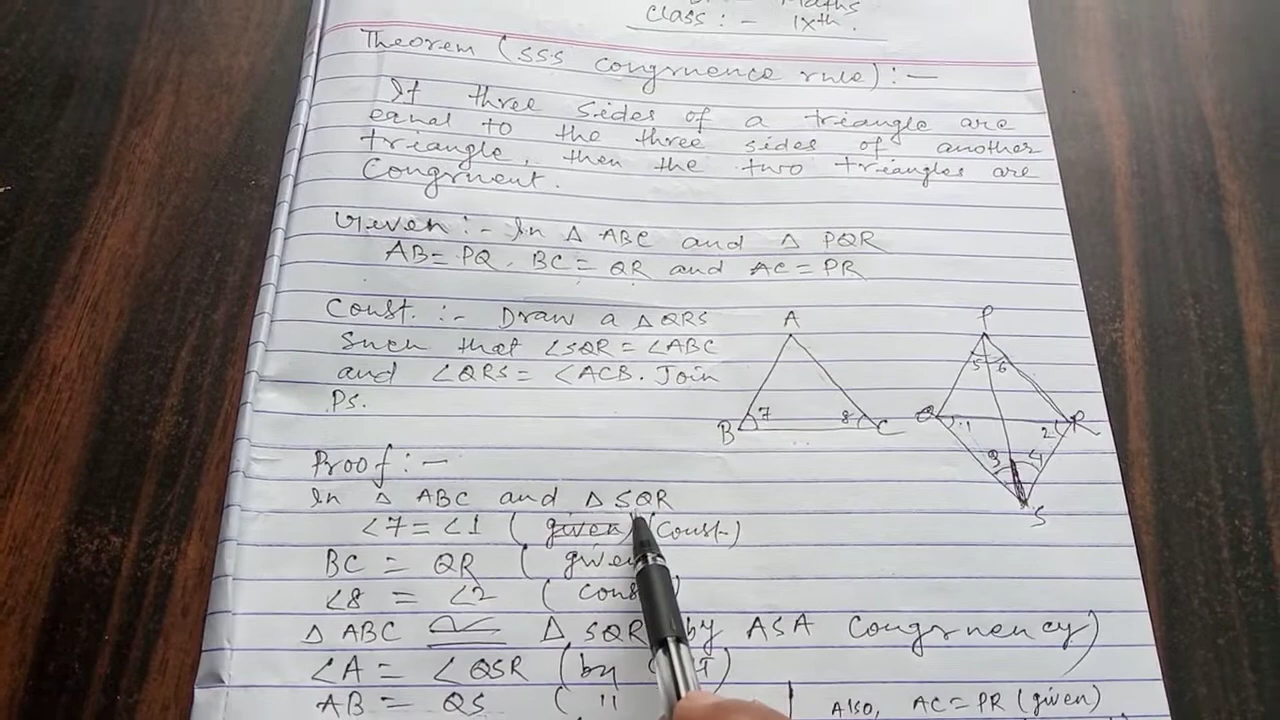 Maths
Class : - IXth.
Theorem (SSS congruence rule) : -
If three sides of a triangle are
equal to the three sides of another
triangle, then the two triangles are
Congruent.
Given : - In △ ABC and △ PQR
AB = PQ, BC = QR and AC = PR
Const. : - Draw a △QRS
Such that ∠SQR = ∠ABC
and ∠QRS = ∠ACB. Join
PS.
A
B 7 8 C
P
5 6
Q 1 2 R
3 4
S
Proof : -
In △ ABC and △ SQR
∠7 = ∠1 (given) (Const)
BC = QR (given
∠8 = ∠2 (Const)
△ ABC ≅ △ SQR by ASA Congruency)
∠A = ∠QSR (by
AB = QS ( "
Also, AC = PR (given)